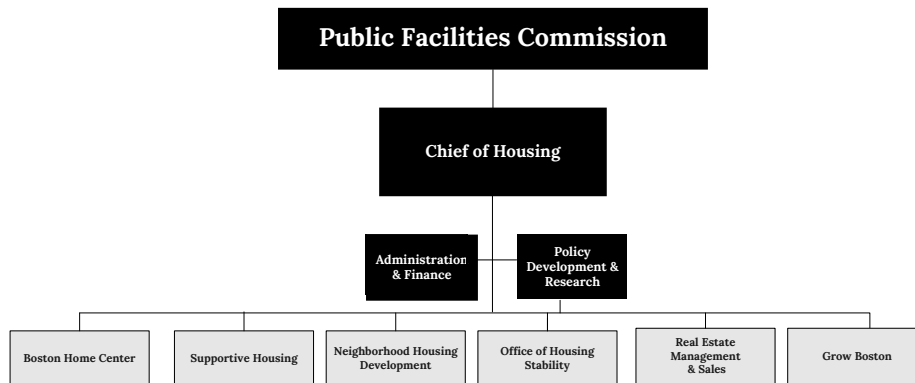 Public Facilities Commission
Chief of Housing
Administration
& Finance
Policy
Development &
Research
Boston Home Center
Supportive Housing
Neighborhood Housing
Development
Office of Housing
Stability
Real Estate
Management
& Sales
Grow Boston